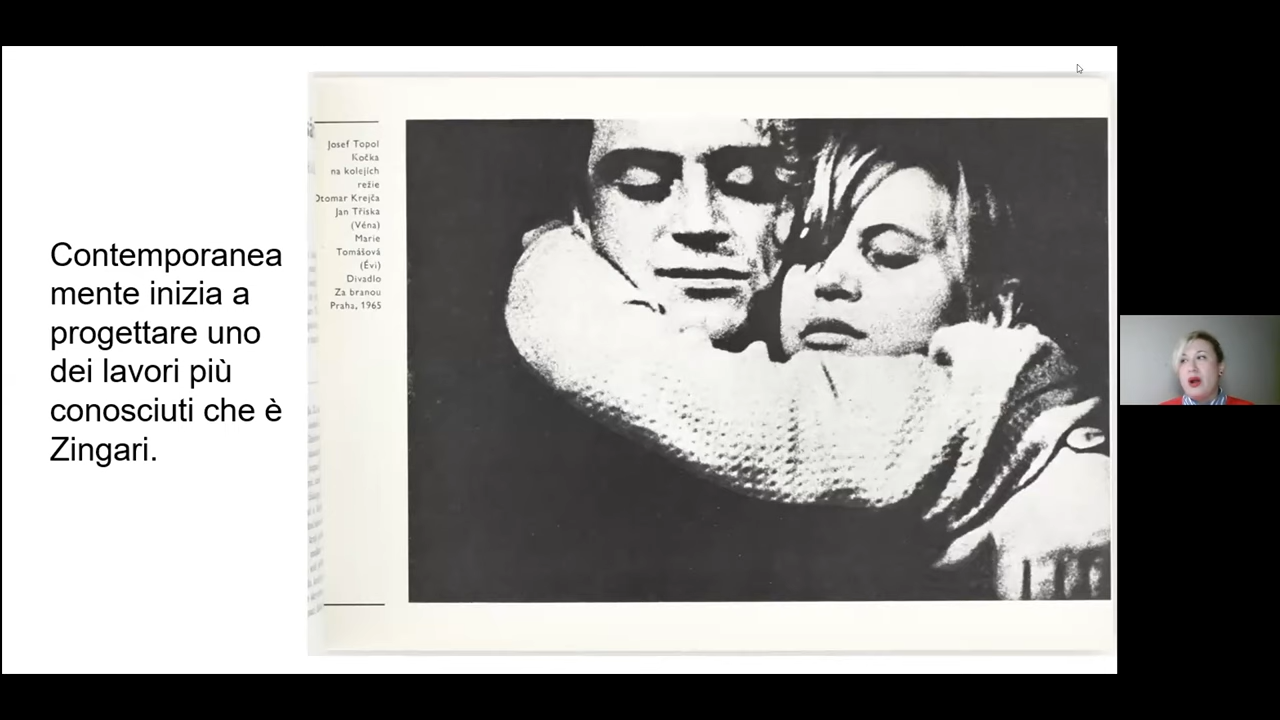 Contemporanea
mente inizia a
progettare uno
dei lavori più
conosciuti che è
Zingari.
Josef Topol
Kočka
na kolejích
režie
Otomar Krejča
Jan Tříska
(Véna)
Marie
Tomášová
(Évi)
Divadlo
Za branou
Praha, 1965